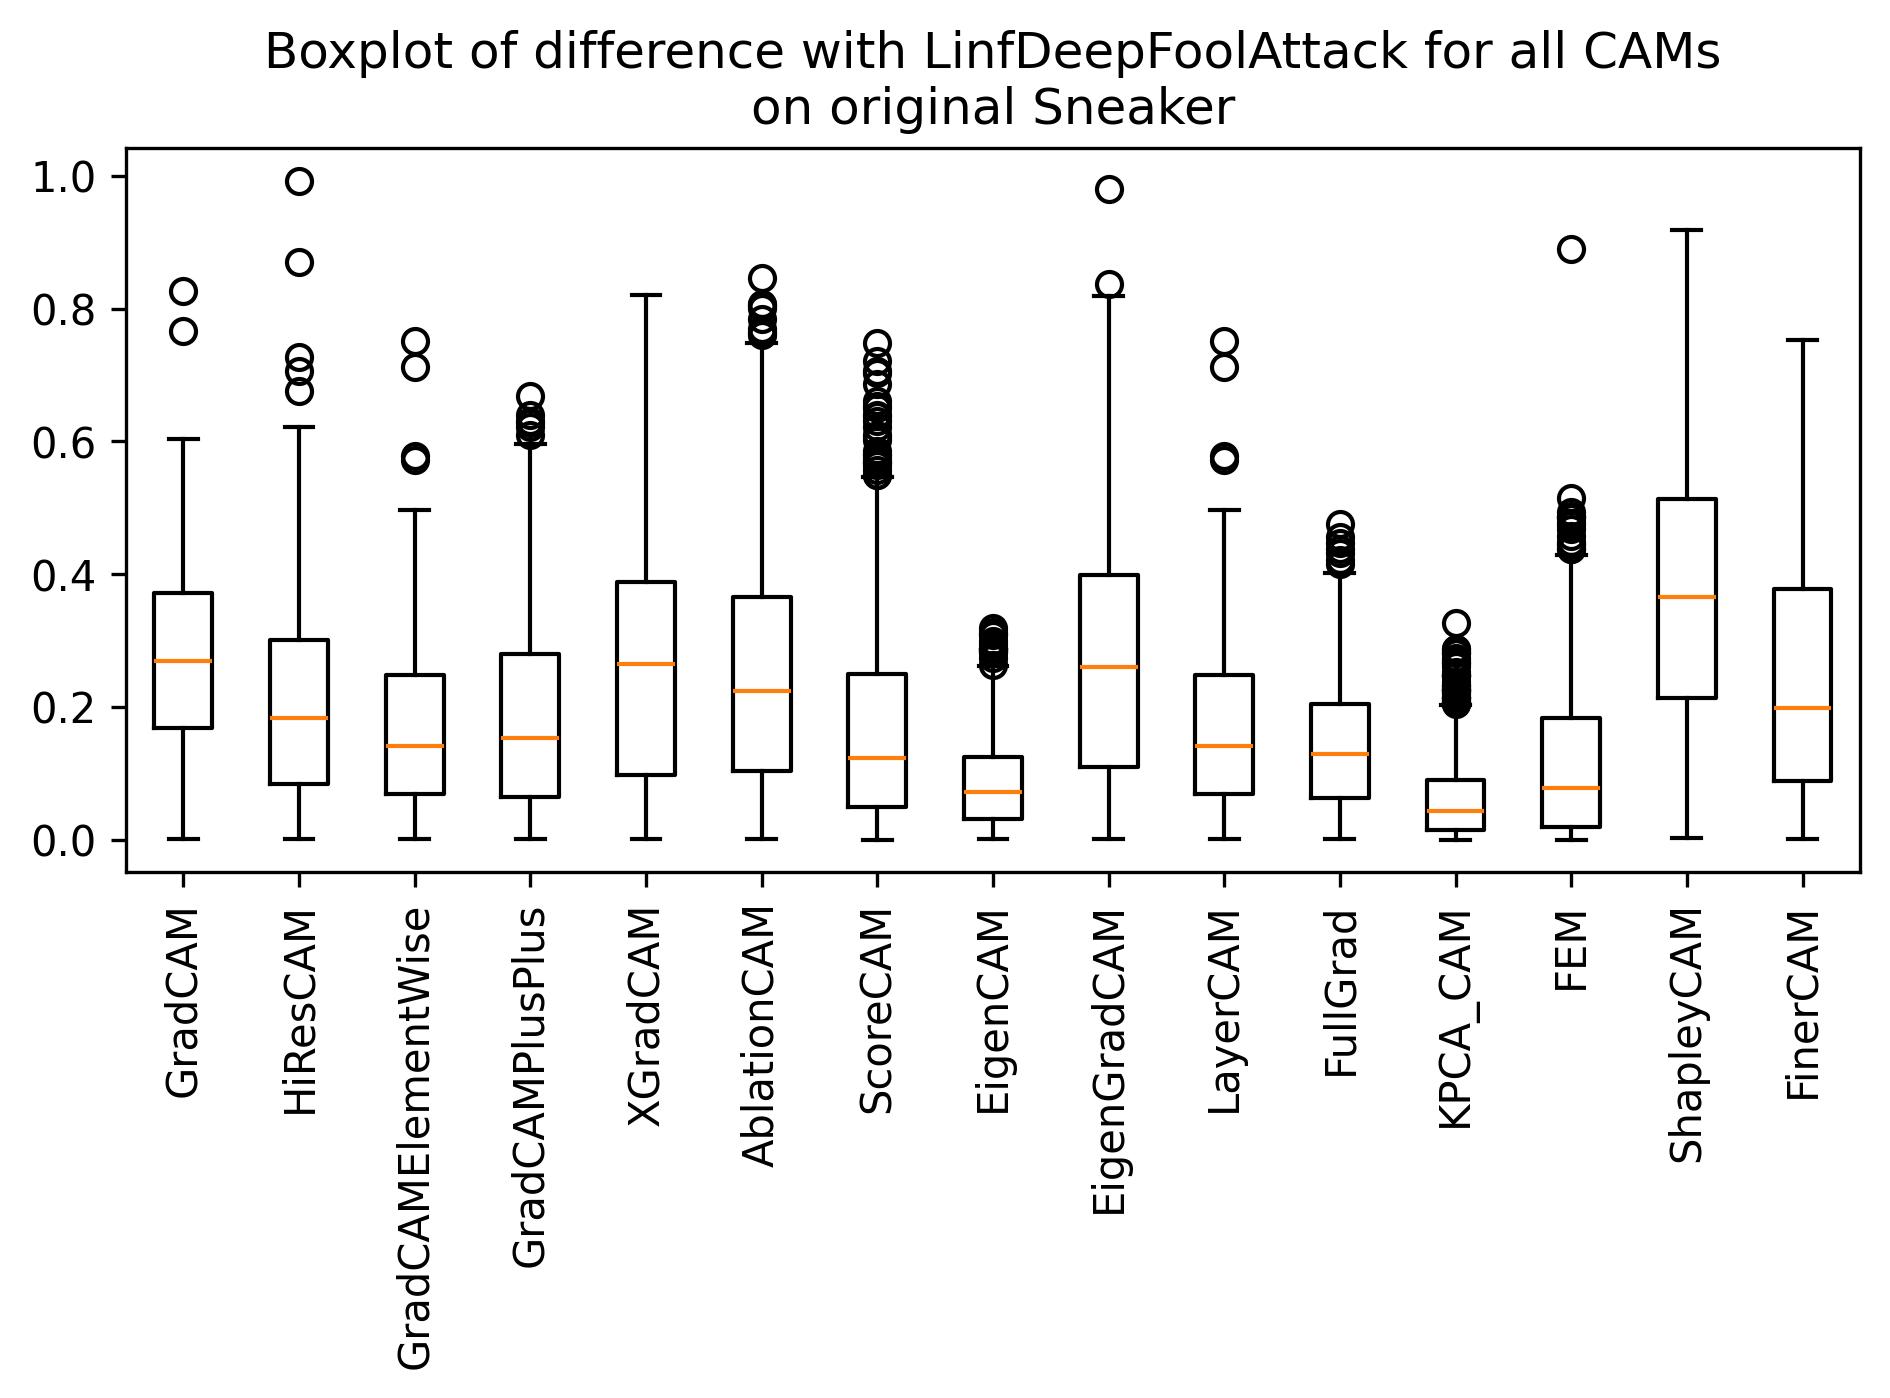 Boxplot of difference with LinfDeepFoolAttack for all CAMs
on original Sneaker
1.0
0.8
0.6
0.4
0.2
0.0
GradCAM
HiResCAM
GradCAMElementWise
GradCAMPlusPlus
XGradCAM
AblationCAM
ScoreCAM
EigenCAM
EigenGradCAM
LayerCAM
FullGrad
KPCA_CAM
FEM
ShapleyCAM
FinerCAM